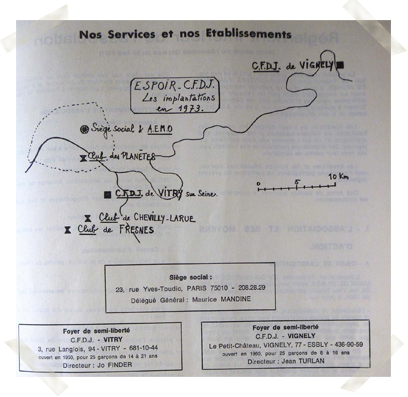 Nos Services et nos Etablissements
C.F.D.J. de VIGNELY
ESPOIR_C.F.D.J.
Les implantations
en 1973.
Siège social & A.E.M.O
Club des PLANÈTES
10 Km
0 5
C.F.D.J. de VITRY sur Seine
Club de CHEVILLY-LARUE
Club de FRESNES
Siège social :
23, rue Yves-Toudic, PARIS 75010 - 206.28.29
Délégué Général : Maurice MANDINE
Foyer de semi-liberté
C.F.D.J. - VITRY
3, rue Langlois, 94 - VITRY - 681-10-44
ouvert en 1950, pour 25 garçons de 14 à 21 ans
Directeur : Jo FINDER
Foyer de semi-liberté
C.F.D.J. - VIGNELY
Le Petit-Château, VIGNELY, 77 - ESBLY - 436-90-59
ouvert en 1960, pour 25 garçons de 8 à 16 ans
Directeur : Jean TURLAN